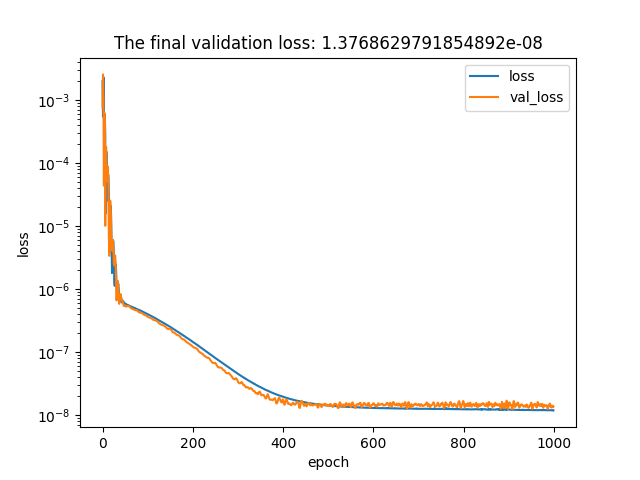 The final validation loss: 1.3768629791854892e-08
loss
val_loss
10⁻³
10⁻⁴
10⁻⁵
10⁻⁶
10⁻⁷
10⁻⁸
loss
0 200 400 600 800 1000
epoch